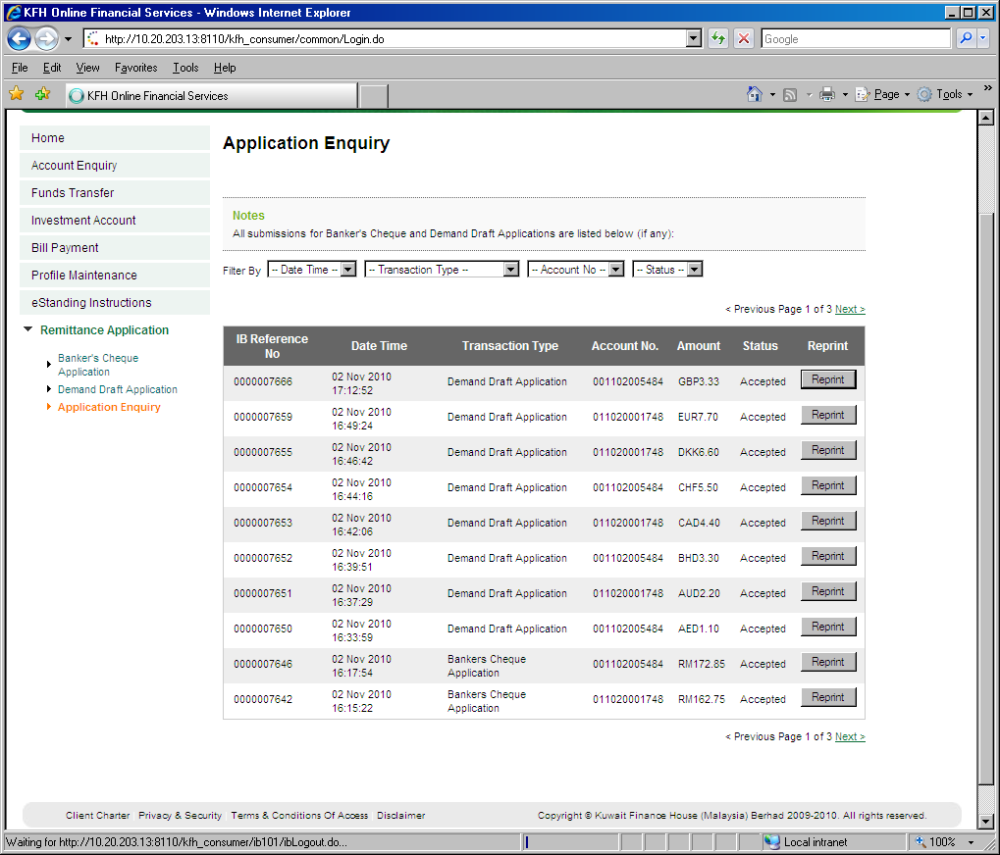 KFH Online Financial Services - Windows Internet Explorer
http://10.20.203.13:8110/kfh_consumer/common/Login.do
Google
File Edit View Favorites Tools Help
KFH Online Financial Services
Page Tools »
Home
Account Enquiry
Funds Transfer
Investment Account
Bill Payment
Profile Maintenance
eStanding Instructions
Remittance Application
Banker's Cheque
Application
Demand Draft Application
Application Enquiry
Application Enquiry
Notes
All submissions for Banker's Cheque and Demand Draft Applications are listed below (if any):
Filter By -- Date Time -- -- Transaction Type -- -- Account No -- -- Status --
< Previous Page 1 of 3 Next >
IB Reference No Date Time Transaction Type Account No. Amount Status Reprint
0000007666 02 Nov 2010 17:12:52 Demand Draft Application 001102005484 GBP3.33 Accepted Reprint
0000007659 02 Nov 2010 16:49:24 Demand Draft Application 011020001748 EUR7.70 Accepted Reprint
0000007655 02 Nov 2010 16:46:42 Demand Draft Application 011020001748 DKK6.60 Accepted Reprint
0000007654 02 Nov 2010 16:44:16 Demand Draft Application 001102005484 CHF5.50 Accepted Reprint
0000007653 02 Nov 2010 16:42:06 Demand Draft Application 011020001748 CAD4.40 Accepted Reprint
0000007652 02 Nov 2010 16:39:51 Demand Draft Application 001102005484 BHD3.30 Accepted Reprint
0000007651 02 Nov 2010 16:37:29 Demand Draft Application 011020001748 AUD2.20 Accepted Reprint
0000007650 02 Nov 2010 16:33:59 Demand Draft Application 001102005484 AED1.10 Accepted Reprint
0000007646 02 Nov 2010 16:17:54 Bankers Cheque Application 001102005484 RM172.85 Accepted Reprint
0000007642 02 Nov 2010 16:15:22 Bankers Cheque Application 011020001748 RM162.75 Accepted Reprint
< Previous Page 1 of 3 Next >
Client Charter Privacy & Security Terms & Conditions Of Access Disclaimer Copyright © Kuwait Finance House (Malaysia) Berhad 2009-2010. All rights reserved.
Waiting for http://10.20.203.13:8110/kfh_consumer/ib101/ibLogout.do... Local intranet 100%